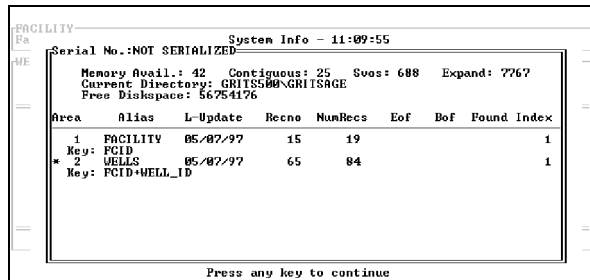 FACILITY
Fa
System Info - 11:09:55
Serial No.:NOT SERIALIZED
WE
Memory Avail.: 42 Contiguous: 25 Svos: 688 Expand: 7767
Current Directory: GRITS500\GRITSAGE
Free Diskspace: 56754176
Area Alias L-Update Recno NumRecs Eof Bof Found Index
1 FACILITY 05/07/97 15 19 1
Key: FCID
* 2 WELLS 05/07/97 65 84 1
Key: FCID+WELL_ID
Press any key to continue